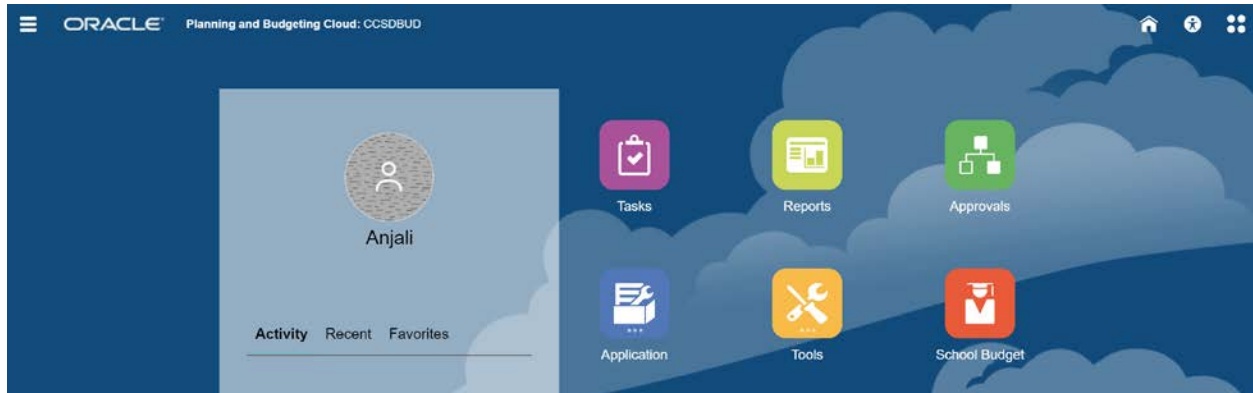 ORACLE Planning and Budgeting Cloud: CCSDBUD
Anjali
Activity Recent Favorites
Tasks
Reports
Approvals
Application
Tools
School Budget